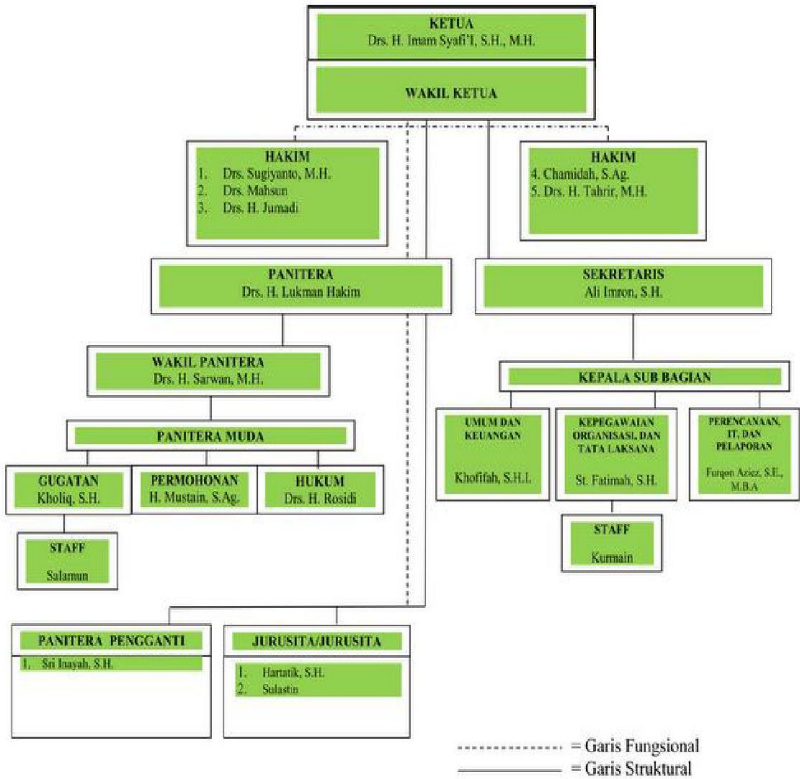 KETUA
Drs. H. Imam Syafi'I, S.H., M.H.
WAKIL KETUA
HAKIM
1. Drs. Sugiyanto, M.H.
2. Drs. Mahsun
3. Drs. H. Jumadi
HAKIM
4. Chamidah, S.Ag.
5. Drs. H. Tahrir, M.H.
PANITERA
Drs. H. Lukman Hakim
SEKRETARIS
Ali Imron, S.H.
WAKIL PANITERA
Drs. H. Sarwan, M.H.
KEPALA SUB BAGIAN
PANITERA MUDA
UMUM DAN
KEUANGAN
Khofifah, S.H.I.
KEPEGAWAIAN
ORGANISASI, DAN
TATA LAKSANA
St. Fatimah, S.H.
PERENCANAAN,
IT, DAN
PELAPORAN
Furqon Aziez, S.E.,
M.B.A
GUGATAN
Kholiq, S.H.
PERMOHONAN
H. Mustain, S.Ag.
HUKUM
Drs. H. Rosidi
STAFF
Salamun
STAFF
Kurmain
PANITERA PENGGANTI
1. Sri Inayah, S.H.
JURUSITA/JURUSITA
1. Hartatik, S.H.
2. Sulastin
= Garis Fungsional
= Garis Struktural